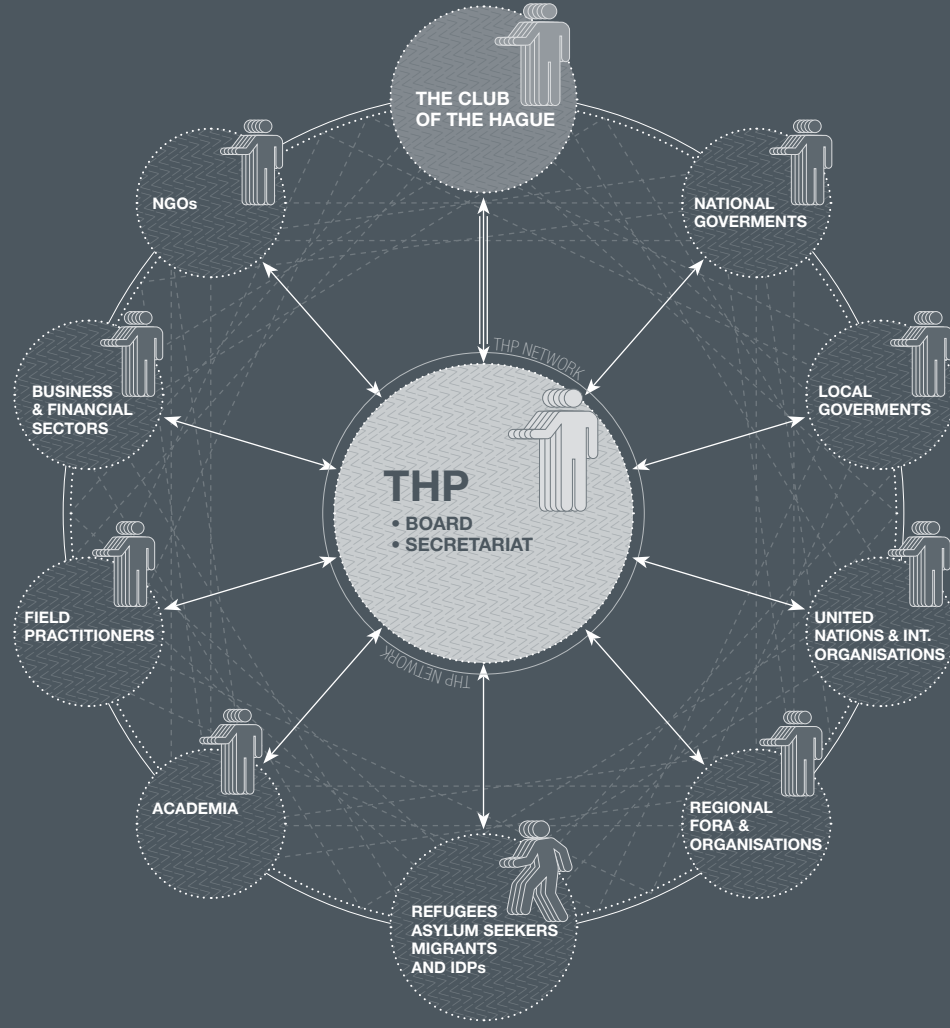 THE CLUB
OF THE HAGUE
NGOs
NATIONAL
GOVERMENTS
THP NETWORK
BUSINESS
& FINANCIAL
SECTORS
LOCAL
GOVERMENTS
THP
• BOARD
• SECRETARIAT
FIELD
PRACTITIONERS
UNITED
NATIONS & INT.
ORGANISATIONS
THP NETWORK
ACADEMIA
REGIONAL
FORA &
ORGANISATIONS
REFUGEES
ASYLUM SEEKERS
MIGRANTS
AND IDPs